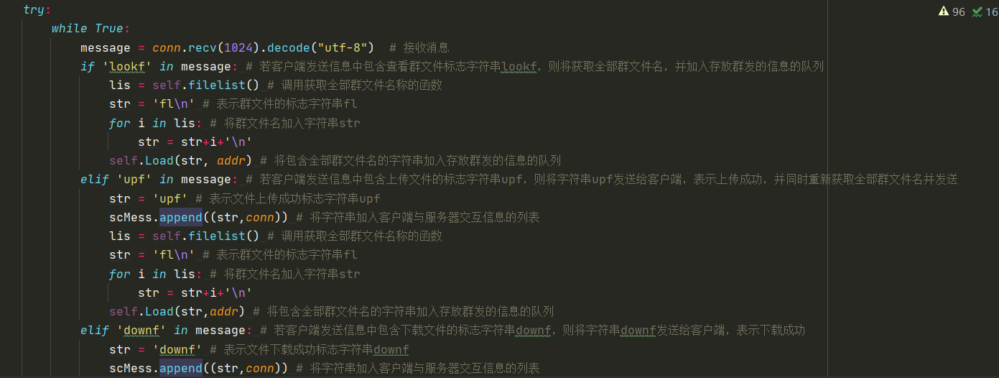 try:
96 16
while True:
message = conn.recv(1024).decode("utf-8")  # 接收消息
if 'lookf' in message: # 若客户端发送信息中包含查看群文件标志字符串lookf，则将获取全部群文件名，并加入存放群发的信息的队列
lis = self.filelist() # 调用获取全部群文件名称的函数
str = 'fl\n' # 表示群文件的标志字符串fl
for i in lis: # 将群文件名加入字符串str
str = str+i+'\n'
self.Load(str, addr) # 将包含全部群文件名的字符串加入存放群发的信息的队列
elif 'upf' in message: # 若客户端发送信息中包含上传文件的标志字符串upf，则将字符串upf发送给客户端，表示上传成功，并同时重新获取全部群文件名并发送
str = 'upf' # 表示文件上传成功标志字符串upf
scMess.append((str,conn)) # 将字符串加入客户端与服务器交互信息的列表
lis = self.filelist() # 调用获取全部群文件名称的函数
str = 'fl\n' # 表示群文件的标志字符串fl
for i in lis: # 将群文件名加入字符串str
str = str+i+'\n'
self.Load(str,addr) # 将包含全部群文件名的字符串加入存放群发的信息的队列
elif 'downf' in message: # 若客户端发送信息中包含下载文件的标志字符串downf，则将字符串downf发送给客户端，表示下载成功
str = 'downf' # 表示文件下载成功标志字符串downf
scMess.append((str,conn)) # 将字符串加入客户端与服务器交互信息的列表